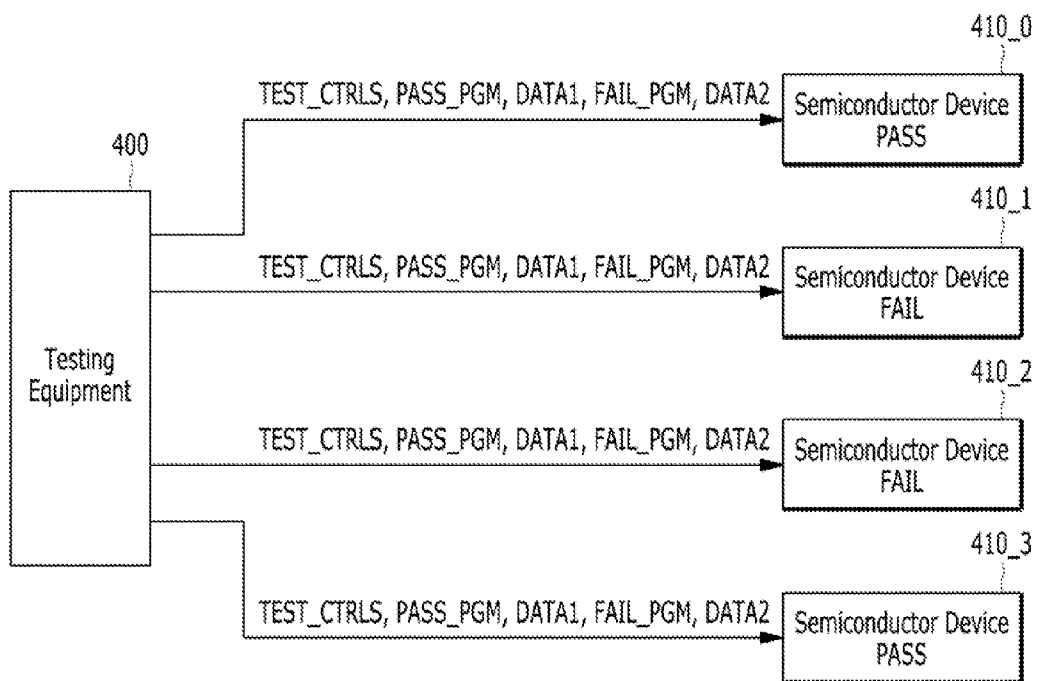 410_0
TEST_CTRLS, PASS_PGM, DATA1, FAIL_PGM, DATA2
Semiconductor Device
PASS
400
410_1
TEST_CTRLS, PASS_PGM, DATA1, FAIL_PGM, DATA2
Semiconductor Device
FAIL
Testing
Equipment
410_2
TEST_CTRLS, PASS_PGM, DATA1, FAIL_PGM, DATA2
Semiconductor Device
FAIL
410_3
TEST_CTRLS, PASS_PGM, DATA1, FAIL_PGM, DATA2
Semiconductor Device
PASS